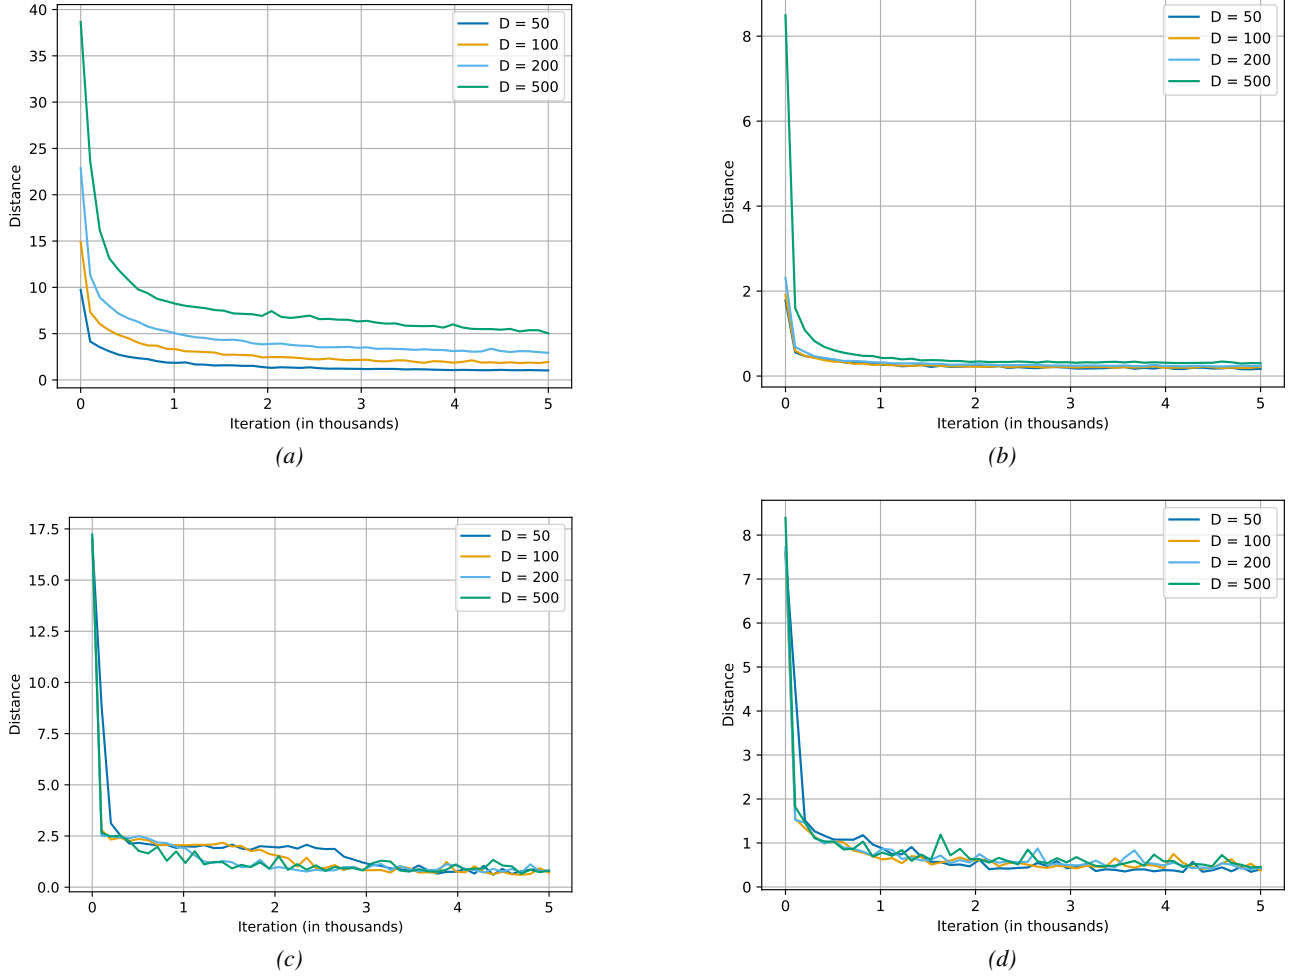 40
35
30
25
20
15
10
5
0
Distance
D = 50
D = 100
D = 200
D = 500
0 1 2 3 4 5
Iteration (in thousands)
(a)
8
6
4
2
0
Distance
D = 50
D = 100
D = 200
D = 500
0 1 2 3 4 5
Iteration (in thousands)
(b)
17.5
15.0
12.5
10.0
7.5
5.0
2.5
0.0
Distance
D = 50
D = 100
D = 200
D = 500
0 1 2 3 4 5
Iteration (in thousands)
(c)
8
7
6
5
4
3
2
1
0
Distance
D = 50
D = 100
D = 200
D = 500
0 1 2 3 4 5
Iteration (in thousands)
(d)